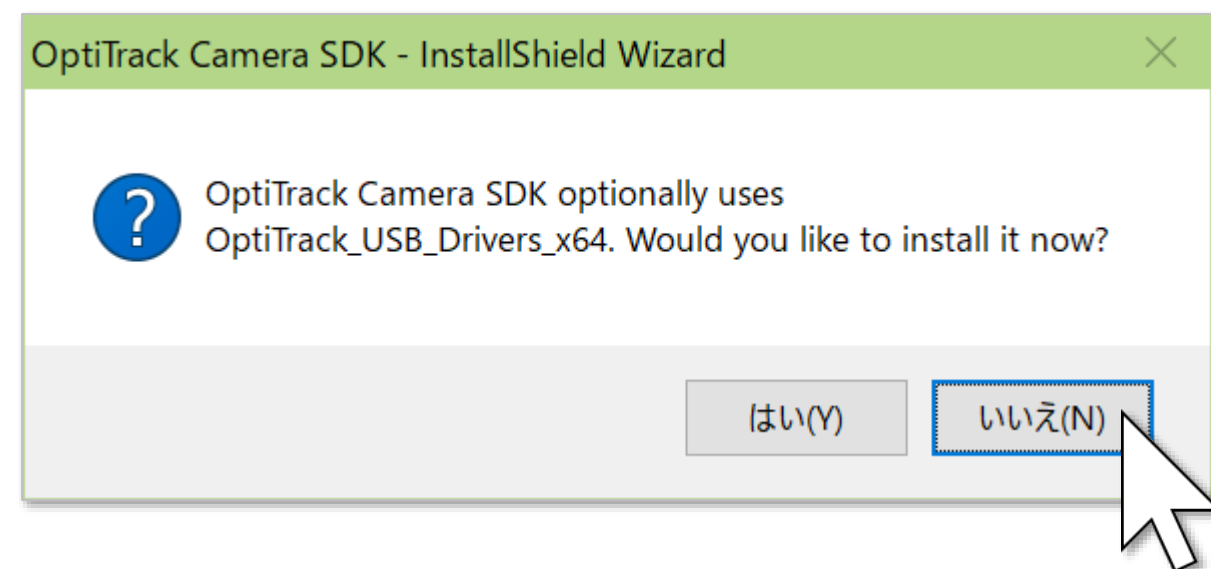 OptiTrack Camera SDK - InstallShield Wizard
OptiTrack Camera SDK optionally uses
OptiTrack_USB_Drivers_x64. Would you like to install it now?
はい(Y)
いいえ(N)